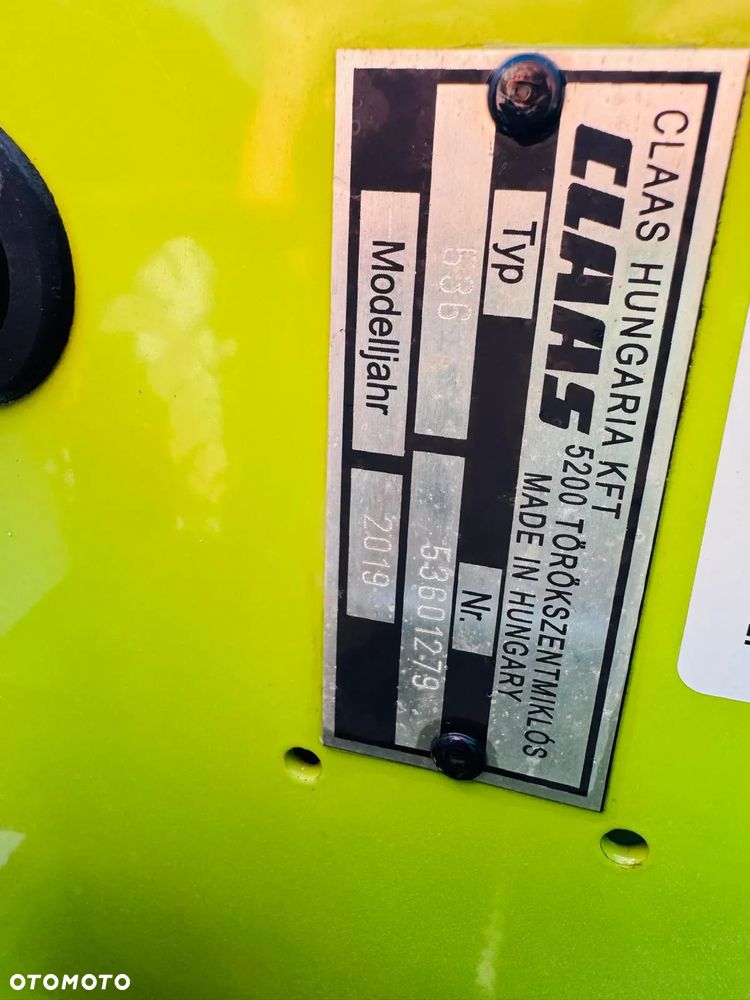 CLAAS HUNGARIA KFT
CLAAS 5200 TÖRÖKSZENTMIKLÓS
MADE IN HUNGARY
Typ
Nr.
536
53601279
Modelljahr
2019
OTOMOTO